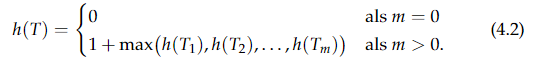 h(T) = { 0 als m = 0
1 + max(h(T₁), h(T₂), . . . , h(Tₘ)) als m > 0. (4.2)